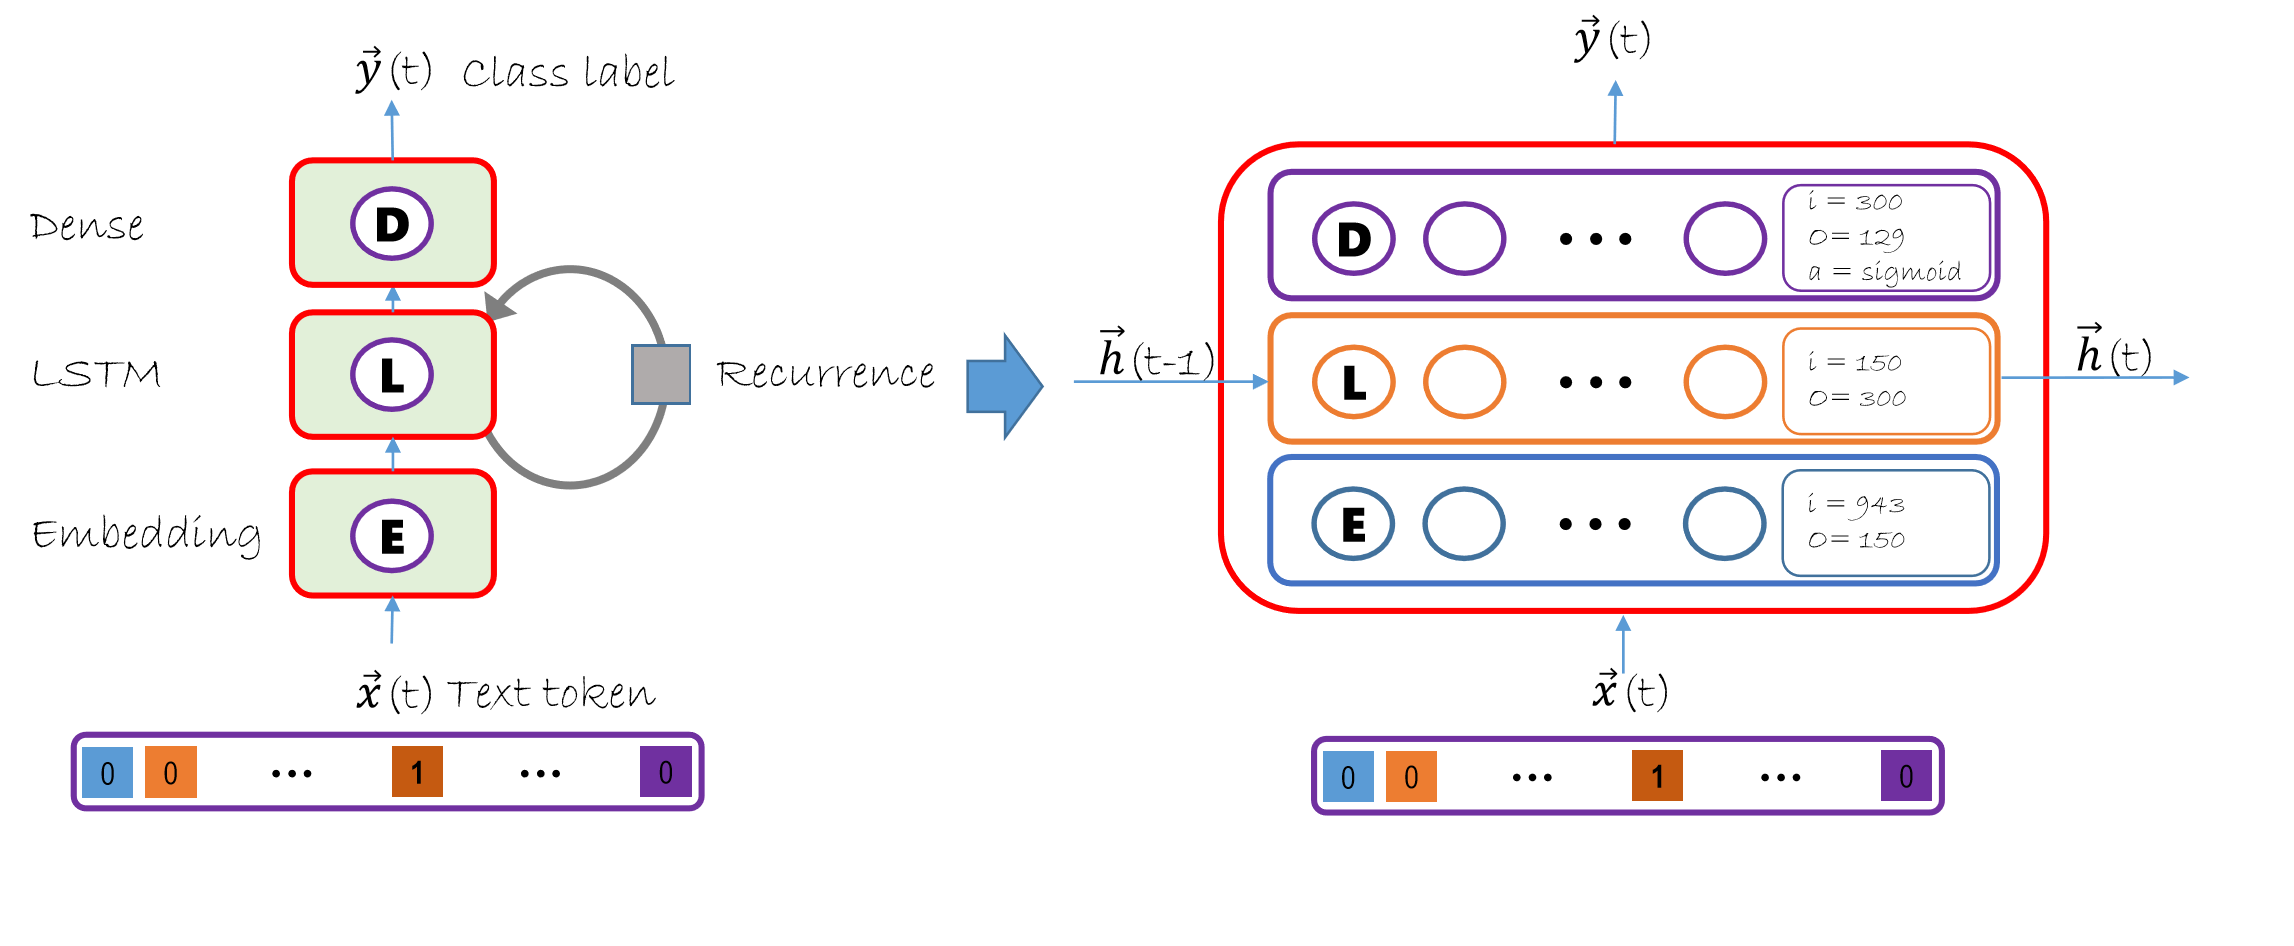 y⃗ (t) Class label
Dense
D
LSTM
L
Recurrence
Embedding
E
x⃗ (t) Text token
0 0 ... 1 ... 0
y⃗ (t)
D ...
i = 300
o= 129
a = sigmoid
h⃗ (t-1)
L ...
i = 150
o= 300
h⃗ (t)
E ...
i = 943
o= 150
x⃗ (t)
0 0 ... 1 ... 0